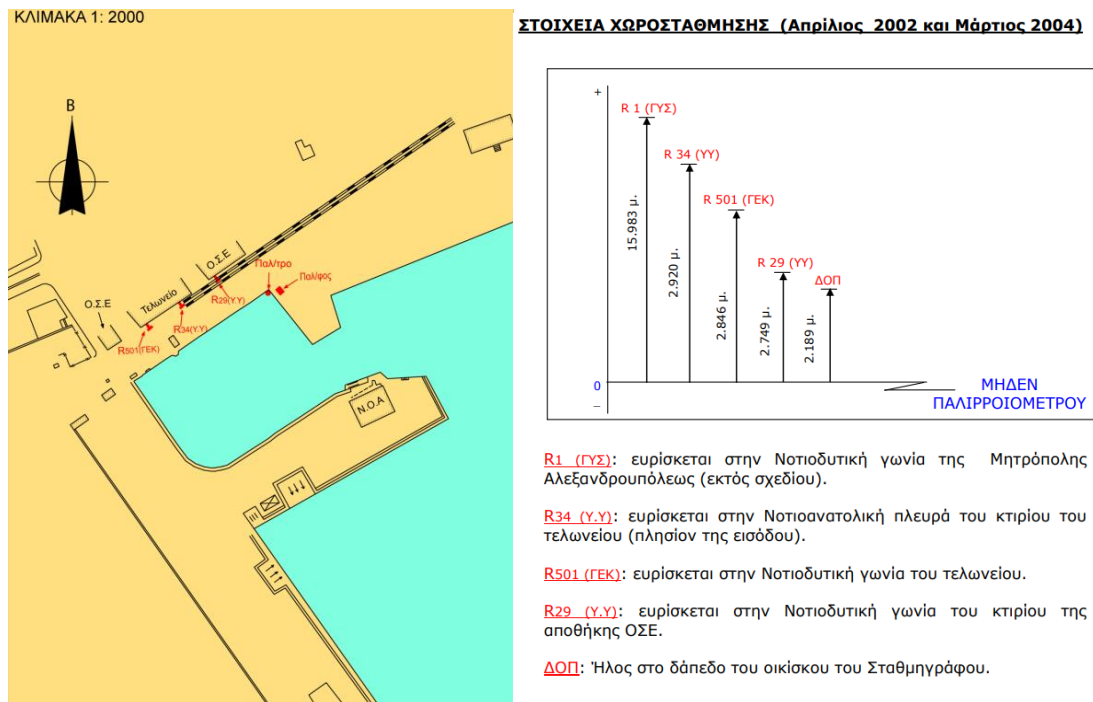 ΚΛΙΜΑΚΑ 1: 2000
Β
Ο.Σ.Ε
Τελωνείο
Ο.Σ.Ε
Παλ/τρο
Παλ/φος
R29(Υ.Υ)
R34(Υ.Υ)
R501(ΓΕΚ)
Ν.Ο.Α
ΣΤΟΙΧΕΙΑ ΧΩΡΟΣΤΑΘΜΗΣΗΣ (Απρίλιος 2002 και Μάρτιος 2004)
+
R 1 (ΓΥΣ)
R 34 (ΥΥ)
R 501 (ΓΕΚ)
R 29 (ΥΥ)
ΔΟΠ
15.983 μ.
2.920 μ.
2.846 μ.
2.749 μ.
2.189 μ.
0
–
ΜΗΔΕΝ
ΠΑΛΙΡΡΟΙΟΜΕΤΡΟΥ
R1 (ΓΥΣ): ευρίσκεται στην Νοτιοδυτική γωνία της Μητρόπολης
Αλεξανδρουπόλεως (εκτός σχεδίου).
R34 (Υ.Υ): ευρίσκεται στην Νοτιοανατολική πλευρά του κτιρίου του
τελωνείου (πλησίον της εισόδου).
R501 (ΓΕΚ): ευρίσκεται στην Νοτιοδυτική γωνία του τελωνείου.
R29 (Υ.Υ): ευρίσκεται στην Νοτιοδυτική γωνία του κτιρίου της
αποθήκης ΟΣΕ.
ΔΟΠ: Ήλος στο δάπεδο του οικίσκου του Σταθμηγράφου.